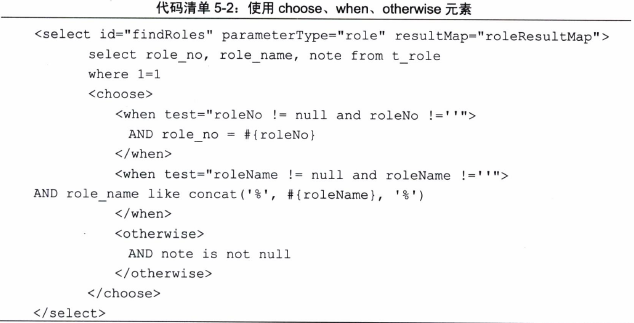 代码清单 5-2：使用 choose、when、otherwise 元素
<select id="findRoles" parameterType="role" resultMap="roleResultMap">
select role_no, role_name, note from t_role
where 1=1
<choose>
<when test="roleNo != null and roleNo !=''">
AND role_no = #{roleNo}
</when>
<when test="roleName != null and roleName !=''">
AND role_name like concat('%', #{roleName}, '%')
</when>
<otherwise>
AND note is not null
</otherwise>
</choose>
</select>